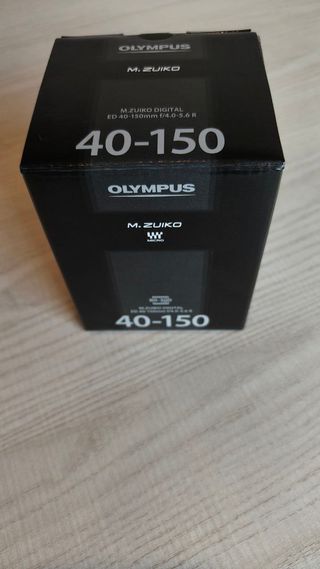 OLYMPUS
M.ZUIKO
M.ZUIKO DIGITAL
ED 40-150mm f/4.0-5.6 R
40-150
OLYMPUS
M.ZUIKO
MICRO
M.ZUIKO DIGITAL
ED 40-150mm f/4.0-5.6 R
40-150